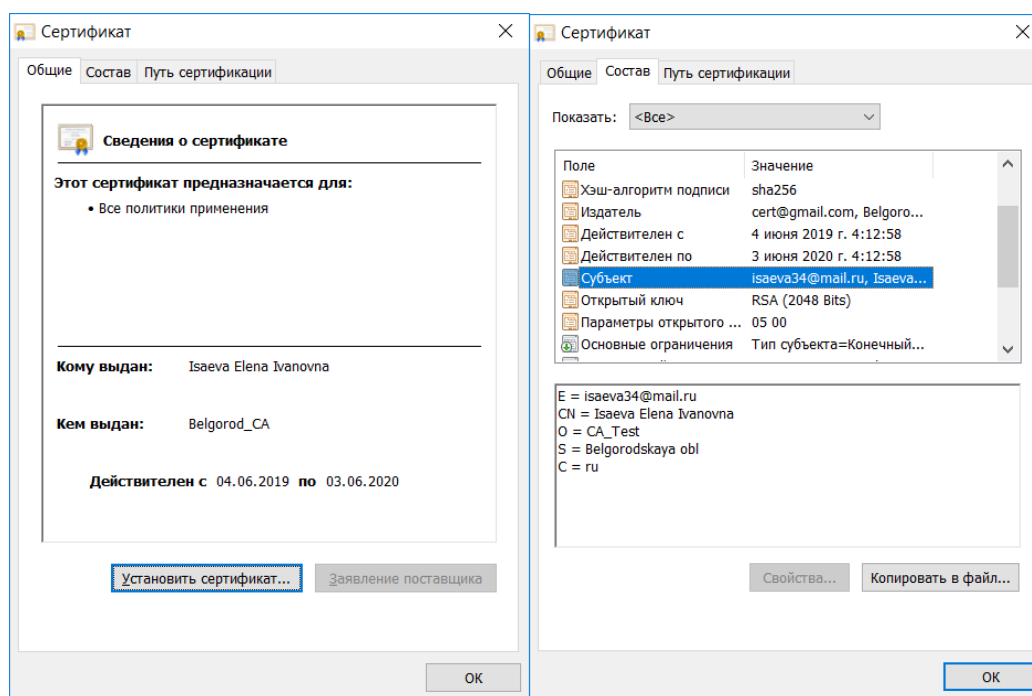 Сертификат
Общие Состав Путь сертификации
Сведения о сертификате
Этот сертификат предназначается для:
• Все политики применения
Кому выдан: Isaeva Elena Ivanovna
Кем выдан: Belgorod_CA
Действителен с 04.06.2019 по 03.06.2020
Установить сертификат...
Заявление поставщика
ОК
Сертификат
Общие Состав Путь сертификации
Показать: <Все>
Поле Значение
Хэш-алгоритм подписи sha256
Издатель cert@gmail.com, Belgoro...
Действителен с 4 июня 2019 г. 4:12:58
Действителен по 3 июня 2020 г. 4:12:58
Субъект isaeva34@mail.ru, Isaeva...
Открытый ключ RSA (2048 Bits)
Параметры открытого ... 05 00
Основные ограничения Тип субъекта=Конечный...
E = isaeva34@mail.ru
CN = Isaeva Elena Ivanovna
O = CA_Test
S = Belgorodskaya obl
C = ru
Свойства...
Копировать в файл...
ОК